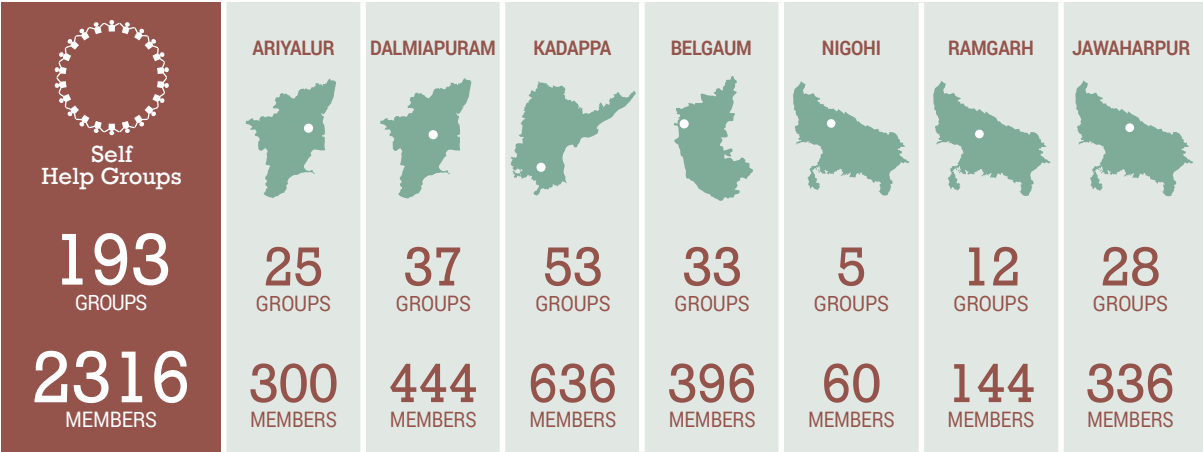 Self
Help Groups
193
GROUPS
2316
MEMBERS
ARIYALUR
25
GROUPS
300
MEMBERS
DALMIAPURAM
37
GROUPS
444
MEMBERS
KADAPPA
53
GROUPS
636
MEMBERS
BELGAUM
33
GROUPS
396
MEMBERS
NIGOHI
5
GROUPS
60
MEMBERS
RAMGARH
12
GROUPS
144
MEMBERS
JAWAHARPUR
28
GROUPS
336
MEMBERS